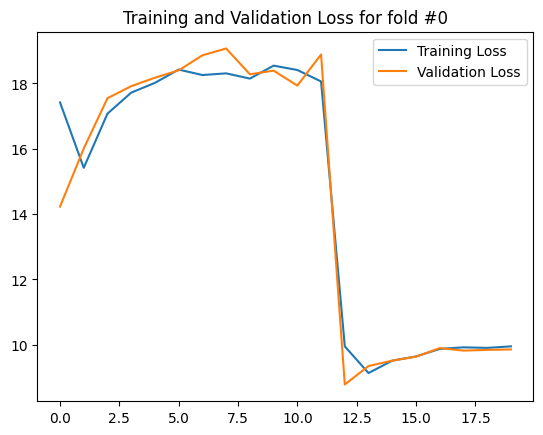 Training and Validation Loss for fold #0
Training Loss
Validation Loss
18
16
14
12
10
0.0 2.5 5.0 7.5 10.0 12.5 15.0 17.5